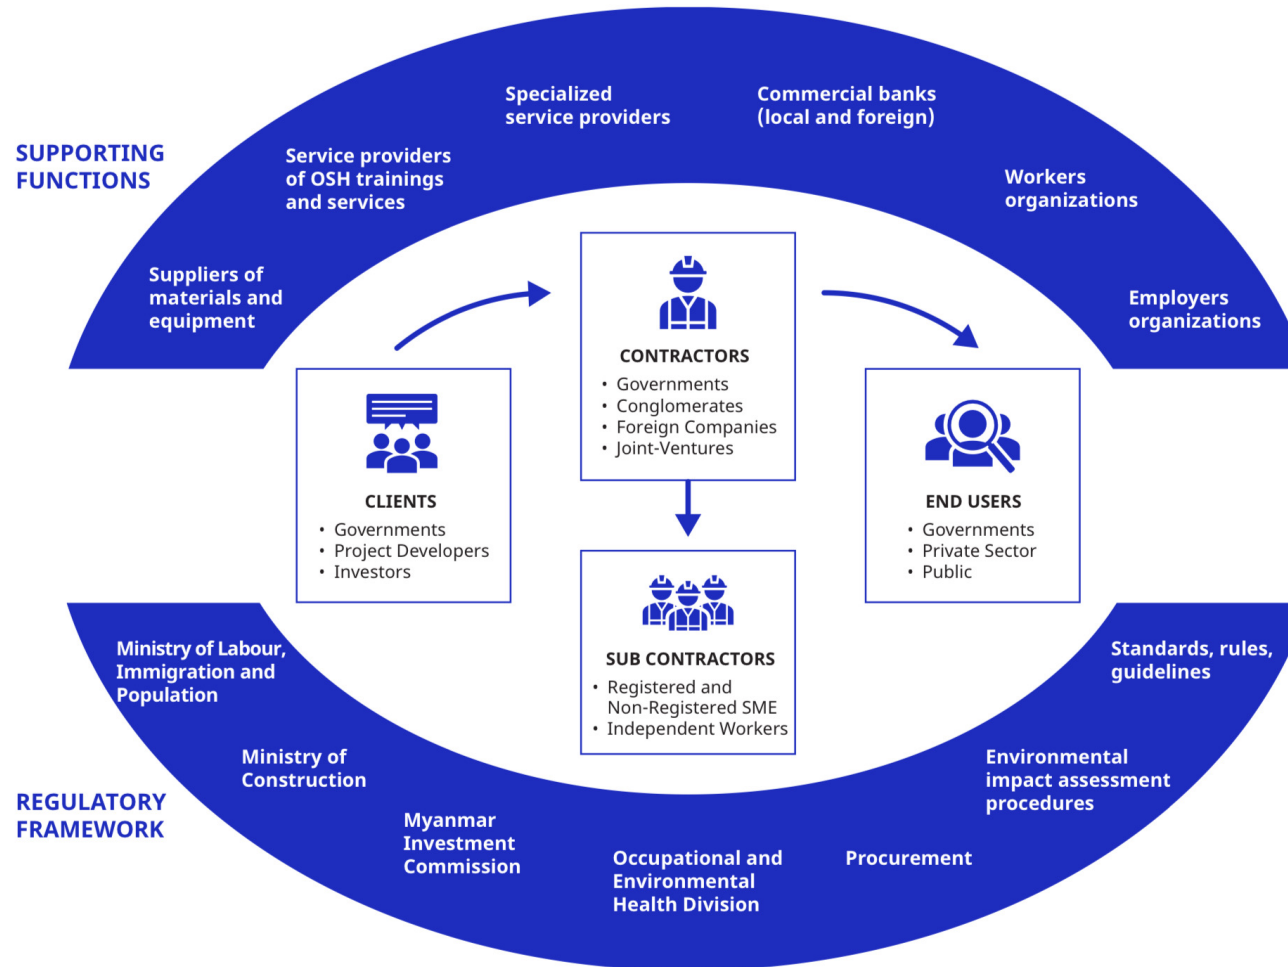 SUPPORTING
FUNCTIONS
Suppliers of
materials and
equipment
Service providers
of OSH trainings
and services
Specialized
service providers
Commercial banks
(local and foreign)
Workers
organizations
Employers
organizations
CLIENTS
• Governments
• Project Developers
• Investors
CONTRACTORS
• Governments
• Conglomerates
• Foreign Companies
• Joint-Ventures
SUB CONTRACTORS
• Registered and
Non-Registered SME
• Independent Workers
END USERS
• Governments
• Private Sector
• Public
REGULATORY
FRAMEWORK
Ministry of Labour,
Immigration and
Population
Ministry of
Construction
Myanmar
Investment
Commission
Occupational and
Environmental
Health Division
Procurement
Environmental
impact assessment
procedures
Standards, rules,
guidelines